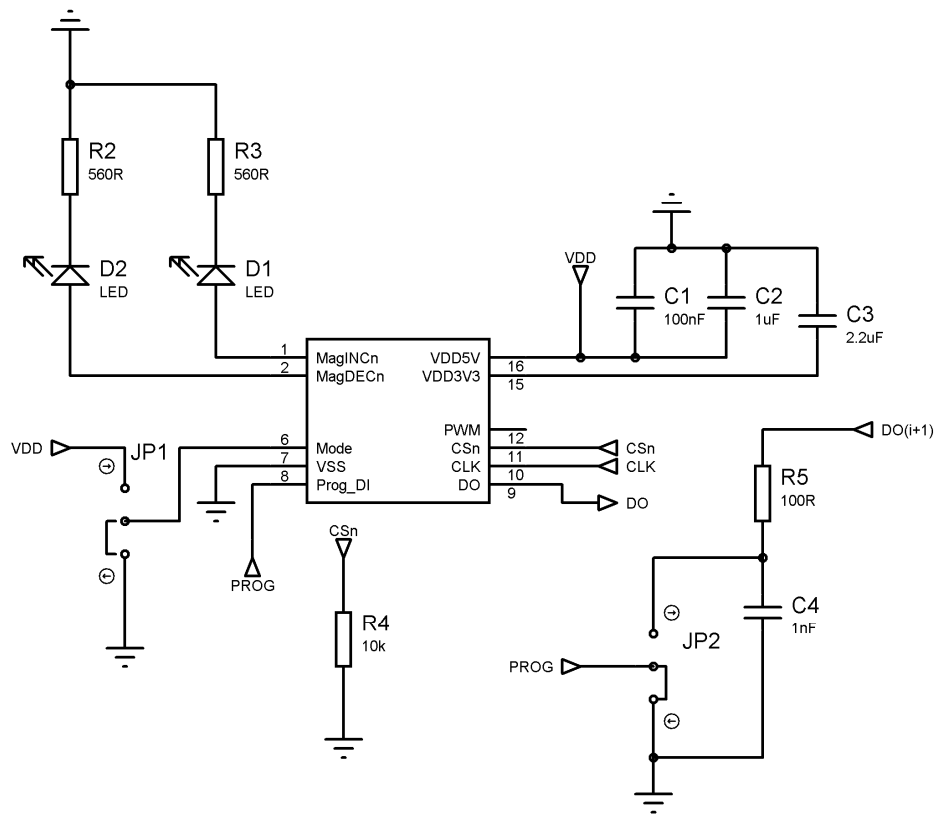 R2
560R
R3
560R
D2
LED
D1
LED
VDD
C1
100nF
C2
1uF
C3
2.2uF
1
2
MagINCn
MagDECn
VDD5V
VDD3V3
16
15
6
7
8
Mode
VSS
Prog_DI
PWM
CSn
CLK
DO
12
11
10
9
CSn
CLK
DO
VDD
JP1
PROG
CSn
R4
10k
DO(i+1)
R5
100R
C4
1nF
JP2
PROG